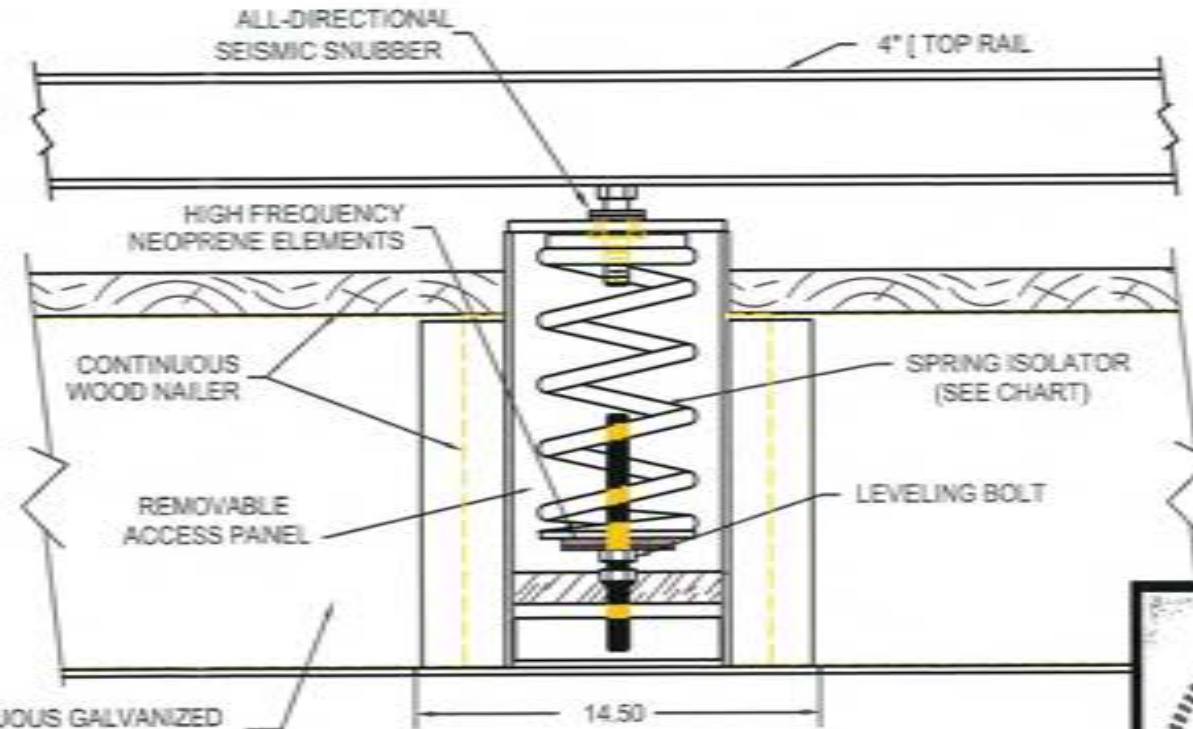 ALL-DIRECTIONAL
SEISMIC SNUBBER
4" [ TOP RAIL
HIGH FREQUENCY
NEOPRENE ELEMENTS
CONTINUOUS
WOOD NAILER
SPRING ISOLATOR
(SEE CHART)
REMOVABLE
ACCESS PANEL
LEVELING BOLT
14.50
UOUS GALVANIZED